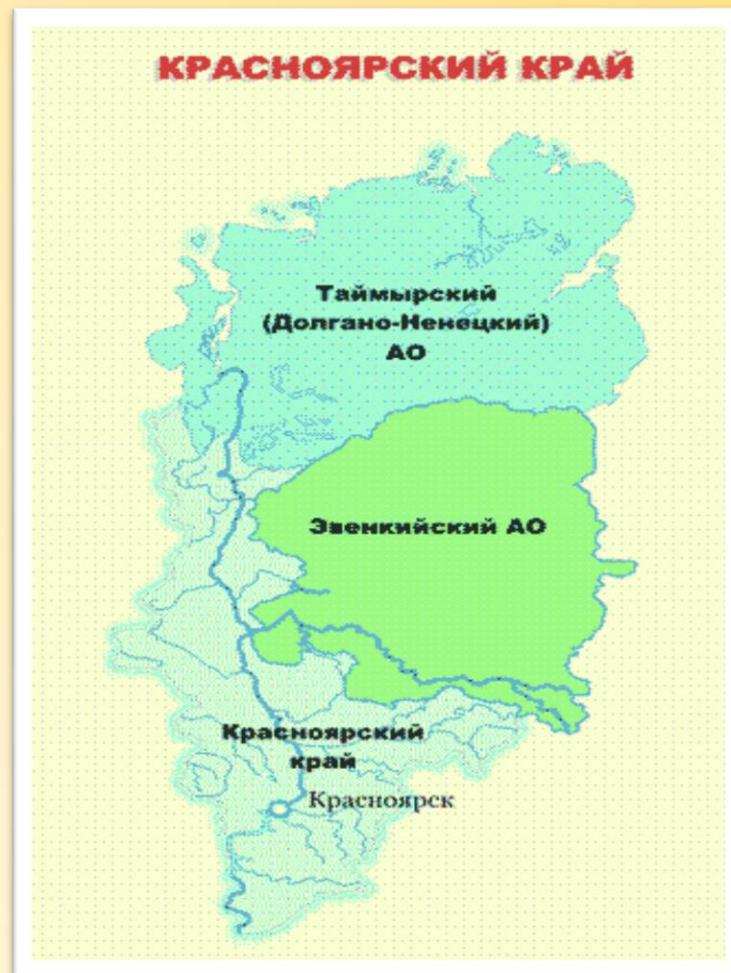 КРАСНОЯРСКИЙ КРАЙ
Таймырский
(Долгано-Ненецкий)
АО
Эвенкийский АО
Красноярский
край
Красноярск